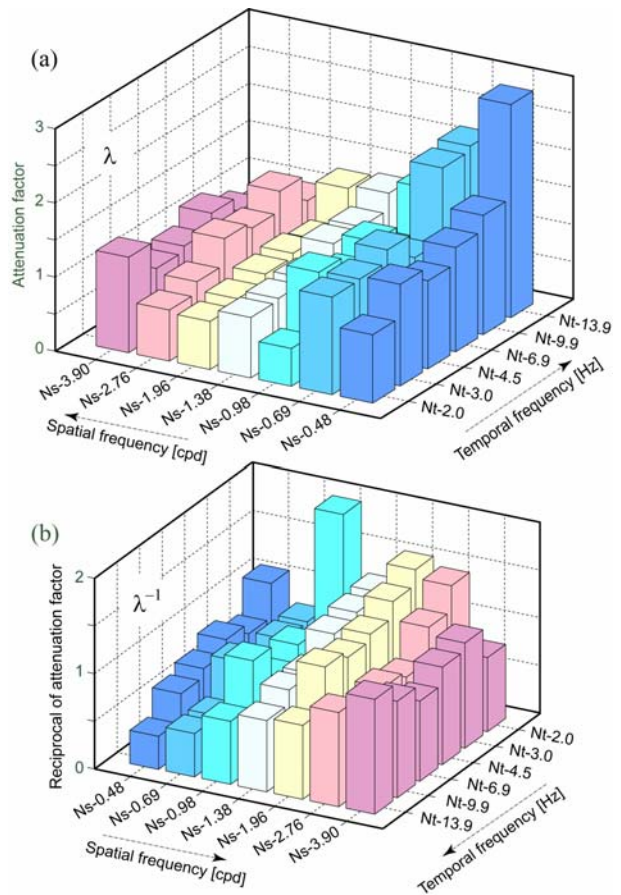 (a)
3
λ
2
1
0
Attenuation factor
Ns-3.90
Ns-2.76
Ns-1.96
Ns-1.38
Ns-0.98
Ns-0.69
Ns-0.48
Spatial frequency [cpd]
Nt-13.9
Nt-9.9
Nt-6.9
Nt-4.5
Nt-3.0
Nt-2.0
Temporal frequency [Hz]
(b)
2
λ⁻¹
1
0
Reciprocal of attenuation factor
Ns-0.48
Ns-0.69
Ns-0.98
Ns-1.38
Ns-1.96
Ns-2.76
Ns-3.90
Spatial frequency [cpd]
Nt-2.0
Nt-3.0
Nt-4.5
Nt-6.9
Nt-9.9
Nt-13.9
Temporal frequency [Hz]